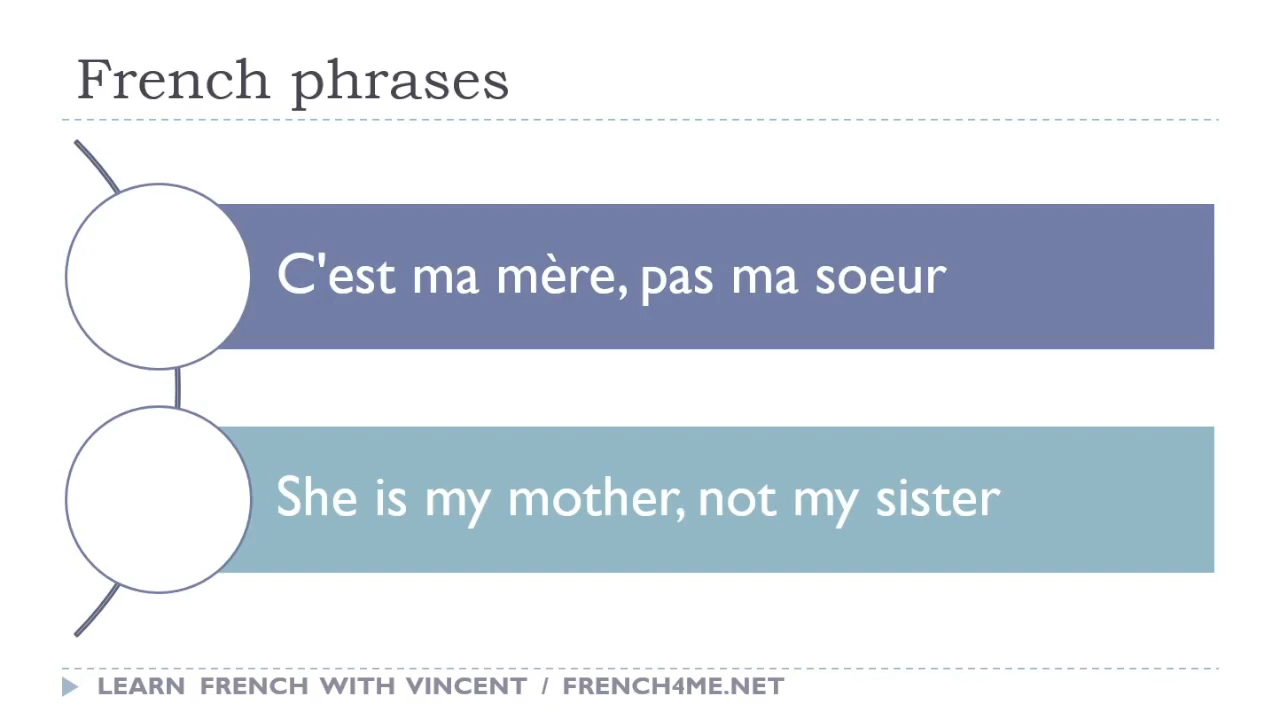 French phrases
C'est ma mère, pas ma soeur
She is my mother, not my sister
LEARN FRENCH WITH VINCENT / FRENCH4ME.NET